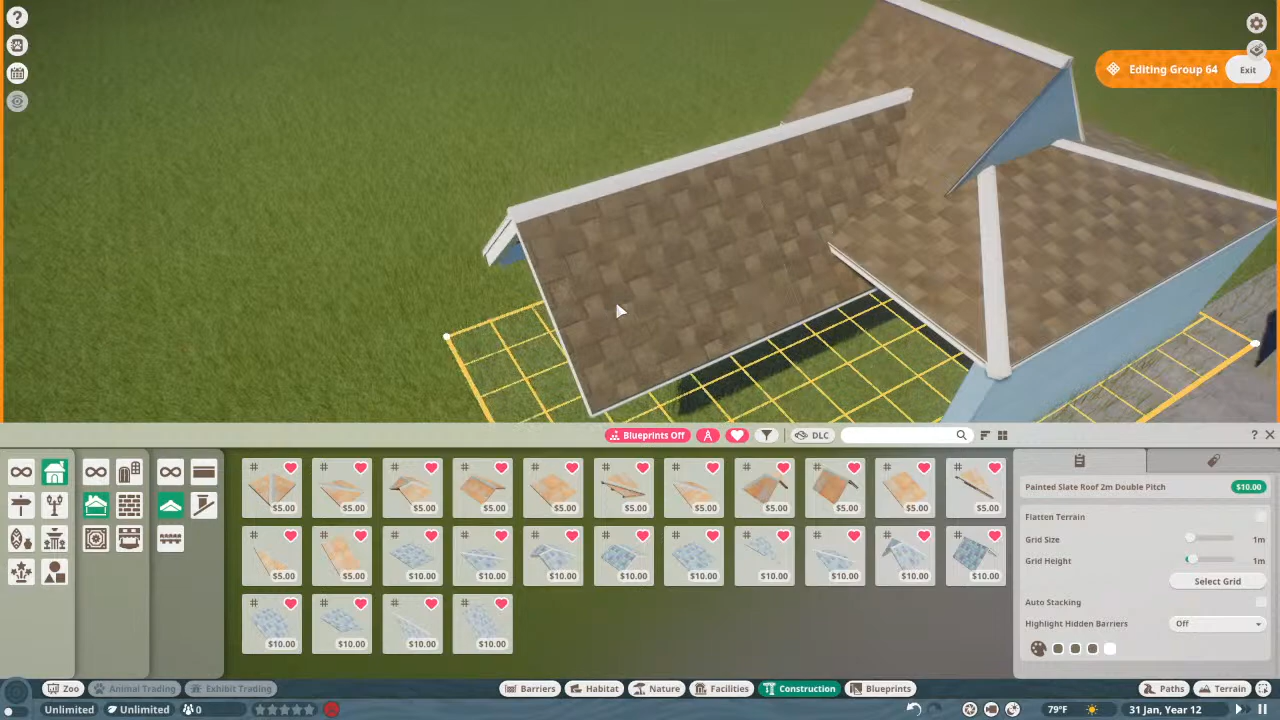 ?
Editing Group 64
Exit
Blueprints Off
DLC
?
$5.00 $5.00 $5.00 $5.00 $5.00 $5.00 $5.00 $5.00 $5.00 $5.00 $5.00
$5.00 $5.00 $10.00 $10.00 $10.00 $10.00 $10.00 $10.00 $10.00 $10.00 $10.00
$10.00 $10.00 $10.00 $10.00
Painted Slate Roof 2m Double Pitch $10.00
Flatten Terrain
Grid Size 1m
Grid Height 1m
Select Grid
Auto Stacking
Highlight Hidden Barriers Off
Zoo Animal Trading Exhibit Trading Barriers Habitat Nature Facilities Construction Blueprints Paths Terrain
Unlimited Unlimited 0 79°F 31 Jan, Year 12